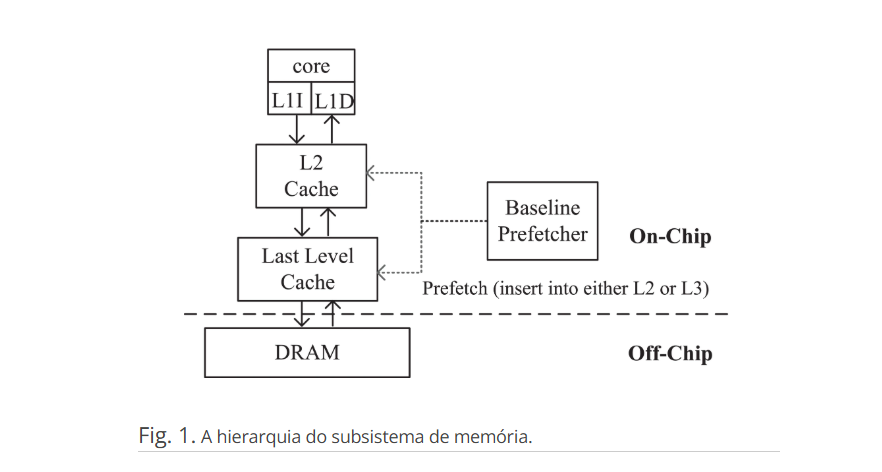 core
L1I L1D
L2
Cache
Baseline
Prefetcher
On-Chip
Last Level
Cache
Prefetch (insert into either L2 or L3)
DRAM
Off-Chip
Fig. 1. A hierarquia do subsistema de memória.